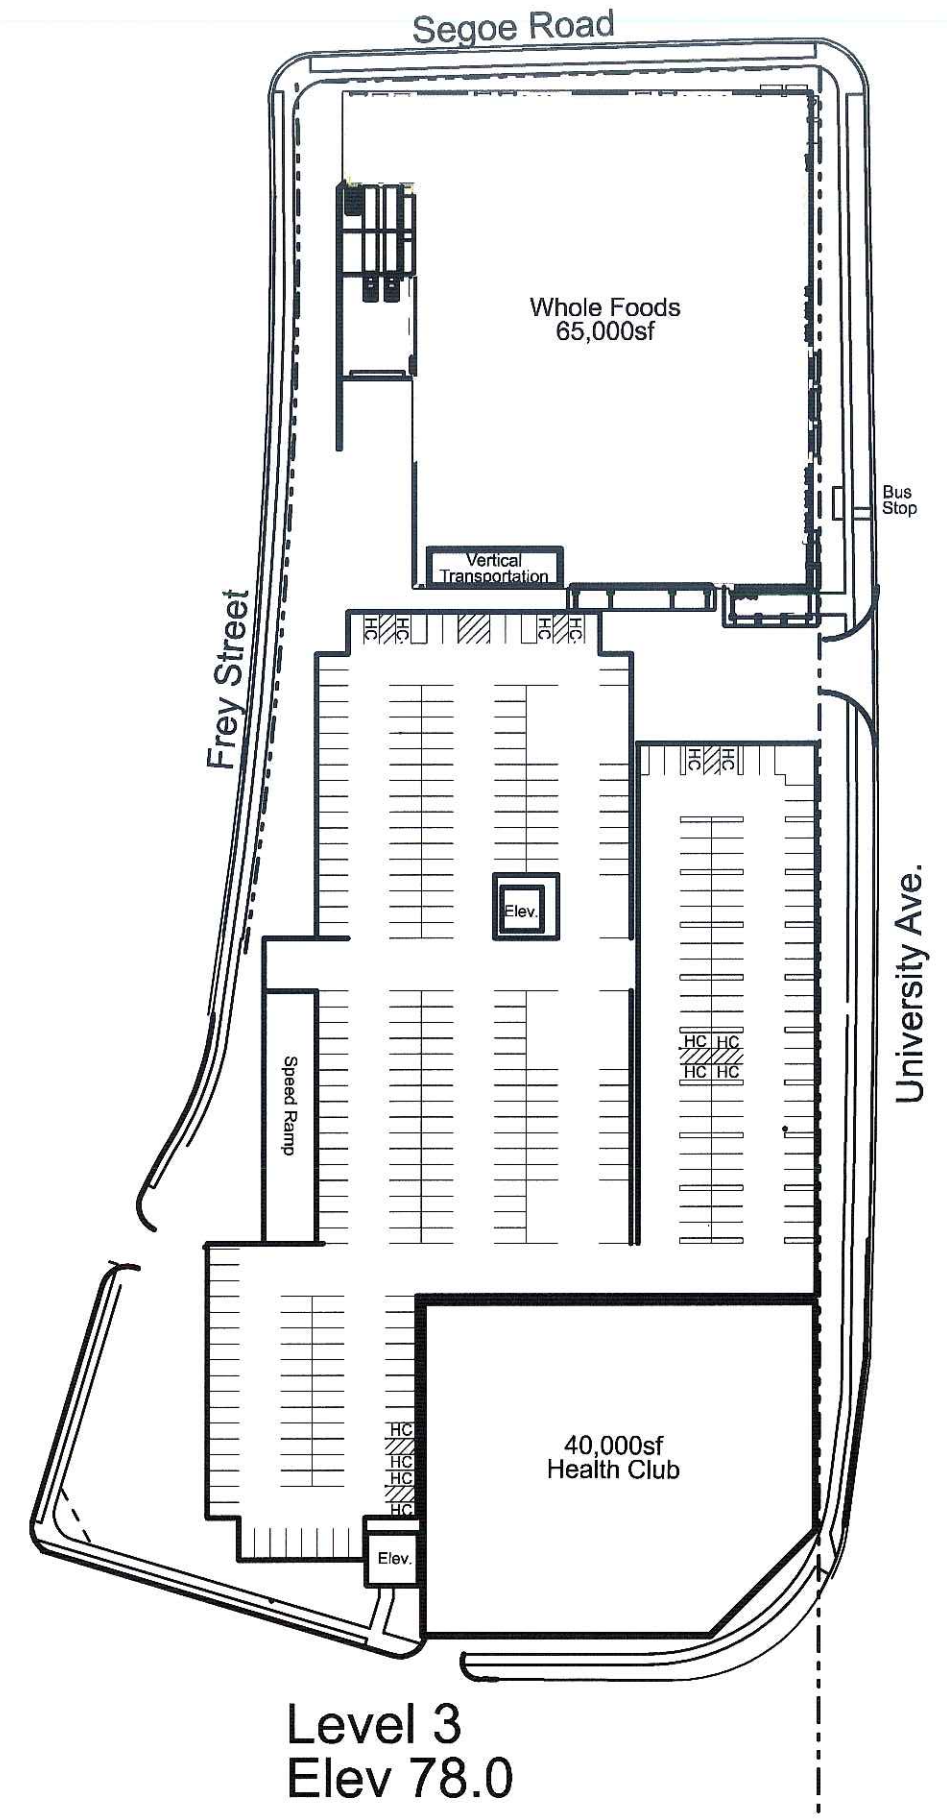 Segoe Road
Whole Foods
65,000sf
Bus
Stop
Vertical
Transportation
Frey Street
HC HC HC HC
HC HC
Elev.
University Ave.
HC HC
HC HC
Speed Ramp
HC
HC
HC
HC
40,000sf
Health Club
Elev.
Level 3
Elev 78.0